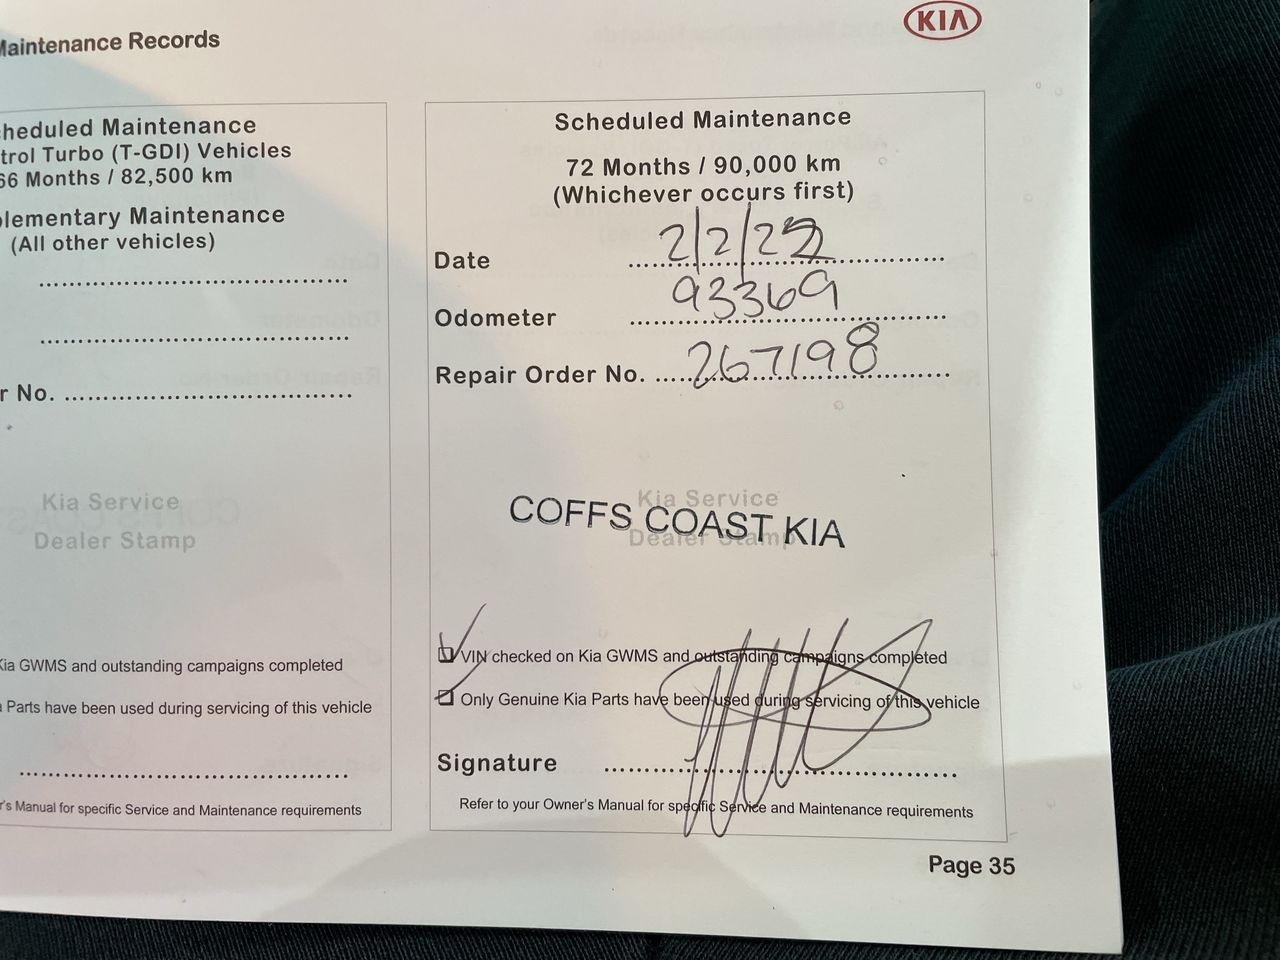 Maintenance Records
KIA
heduled Maintenance
trol Turbo (T-GDI) Vehicles
66 Months / 82,500 km
plementary Maintenance
(All other vehicles)
r No.
Kia Service
Dealer Stamp
Kia GWMS and outstanding campaigns completed
Parts have been used during servicing of this vehicle
r's Manual for specific Service and Maintenance requirements
Scheduled Maintenance
72 Months / 90,000 km
(Whichever occurs first)
Date 2/2/22
Odometer 93369
Repair Order No. 267198
Kia Service
Dealer Stamp
COFFS COAST KIA
VIN checked on Kia GWMS and outstanding campaigns completed
Only Genuine Kia Parts have been used during servicing of this vehicle
Signature
Refer to your Owner's Manual for specific Service and Maintenance requirements
Page 35